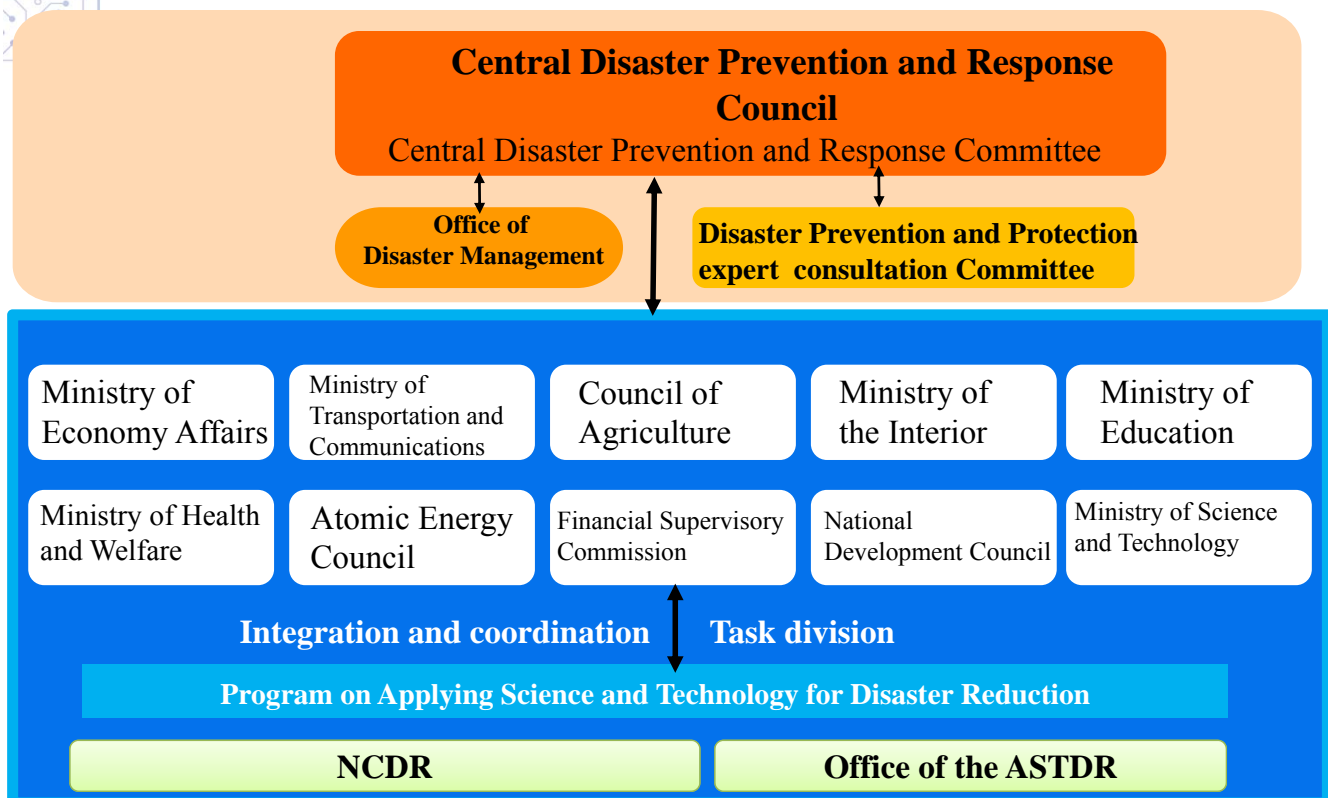 Central Disaster Prevention and Response
Council
Central Disaster Prevention and Response Committee
Office of
Disaster Management
Disaster Prevention and Protection
expert consultation Committee
Ministry of
Economy Affairs
Ministry of
Transportation and
Communications
Council of
Agriculture
Ministry of
the Interior
Ministry of
Education
Ministry of Health
and Welfare
Atomic Energy
Council
Financial Supervisory
Commission
National
Development Council
Ministry of Science
and Technology
Integration and coordination
Task division
Program on Applying Science and Technology for Disaster Reduction
NCDR
Office of the ASTDR